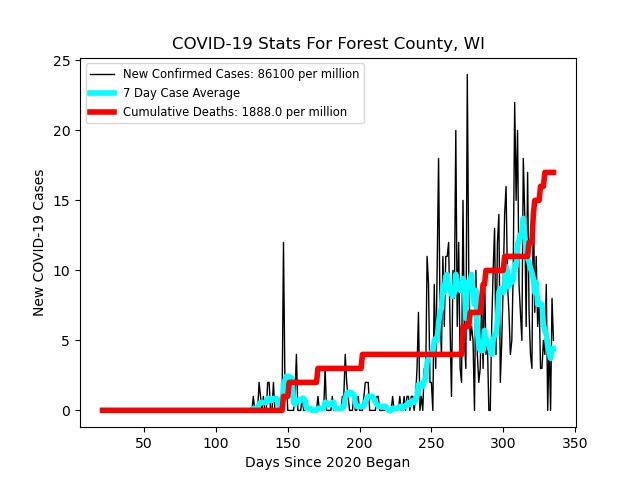 COVID-19 Stats For Forest County, WI
New Confirmed Cases: 86100 per million
7 Day Case Average
Cumulative Deaths: 1888.0 per million
New COVID-19 Cases
25
20
15
10
5
0
50
100
150
200
250
300
350
Days Since 2020 Began